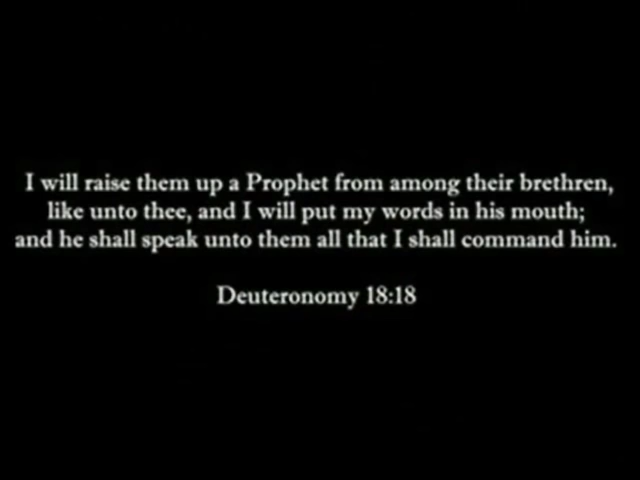 I will raise them up a Prophet from among their brethren,
like unto thee, and I will put my words in his mouth;
and he shall speak unto them all that I shall command him.
Deuteronomy 18:18